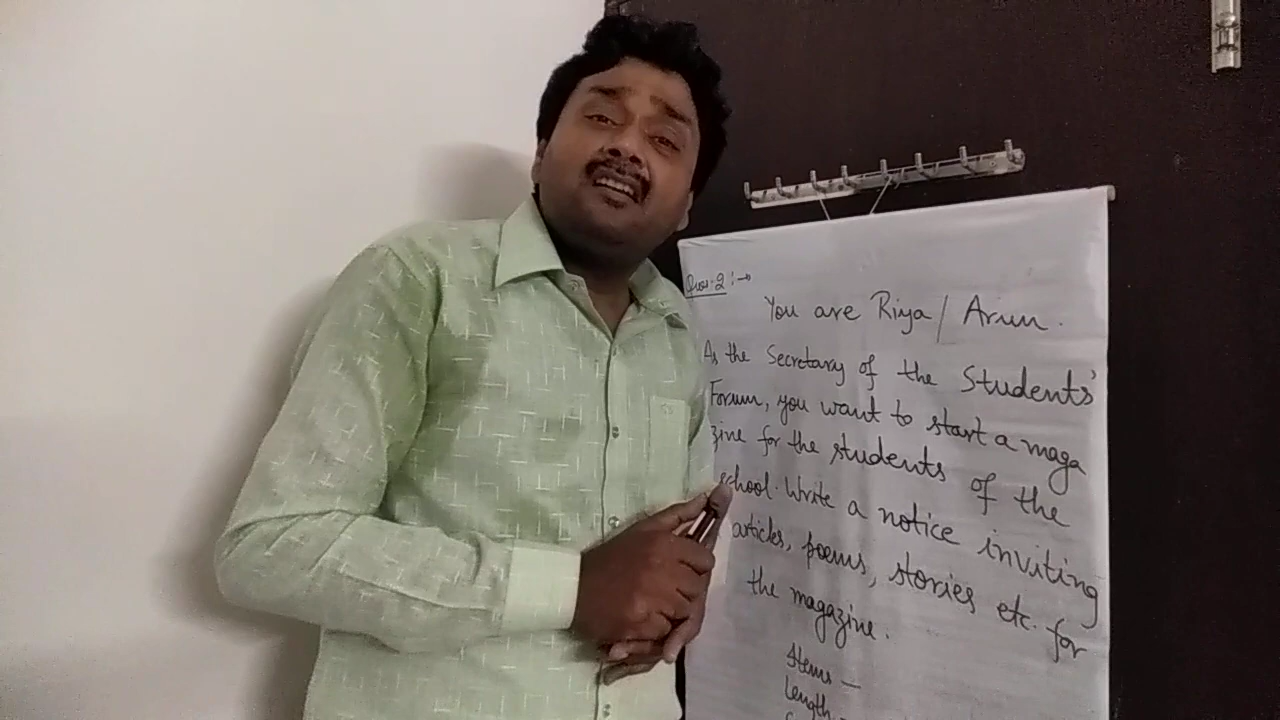 Ques-2:→
You are Riya/Arun.
As the Secretary of the Students'
Forum, you want to start a maga
zine for the students of the
school. Write a notice inviting
articles, poems, stories etc. for
the magazine.
Items —
Length